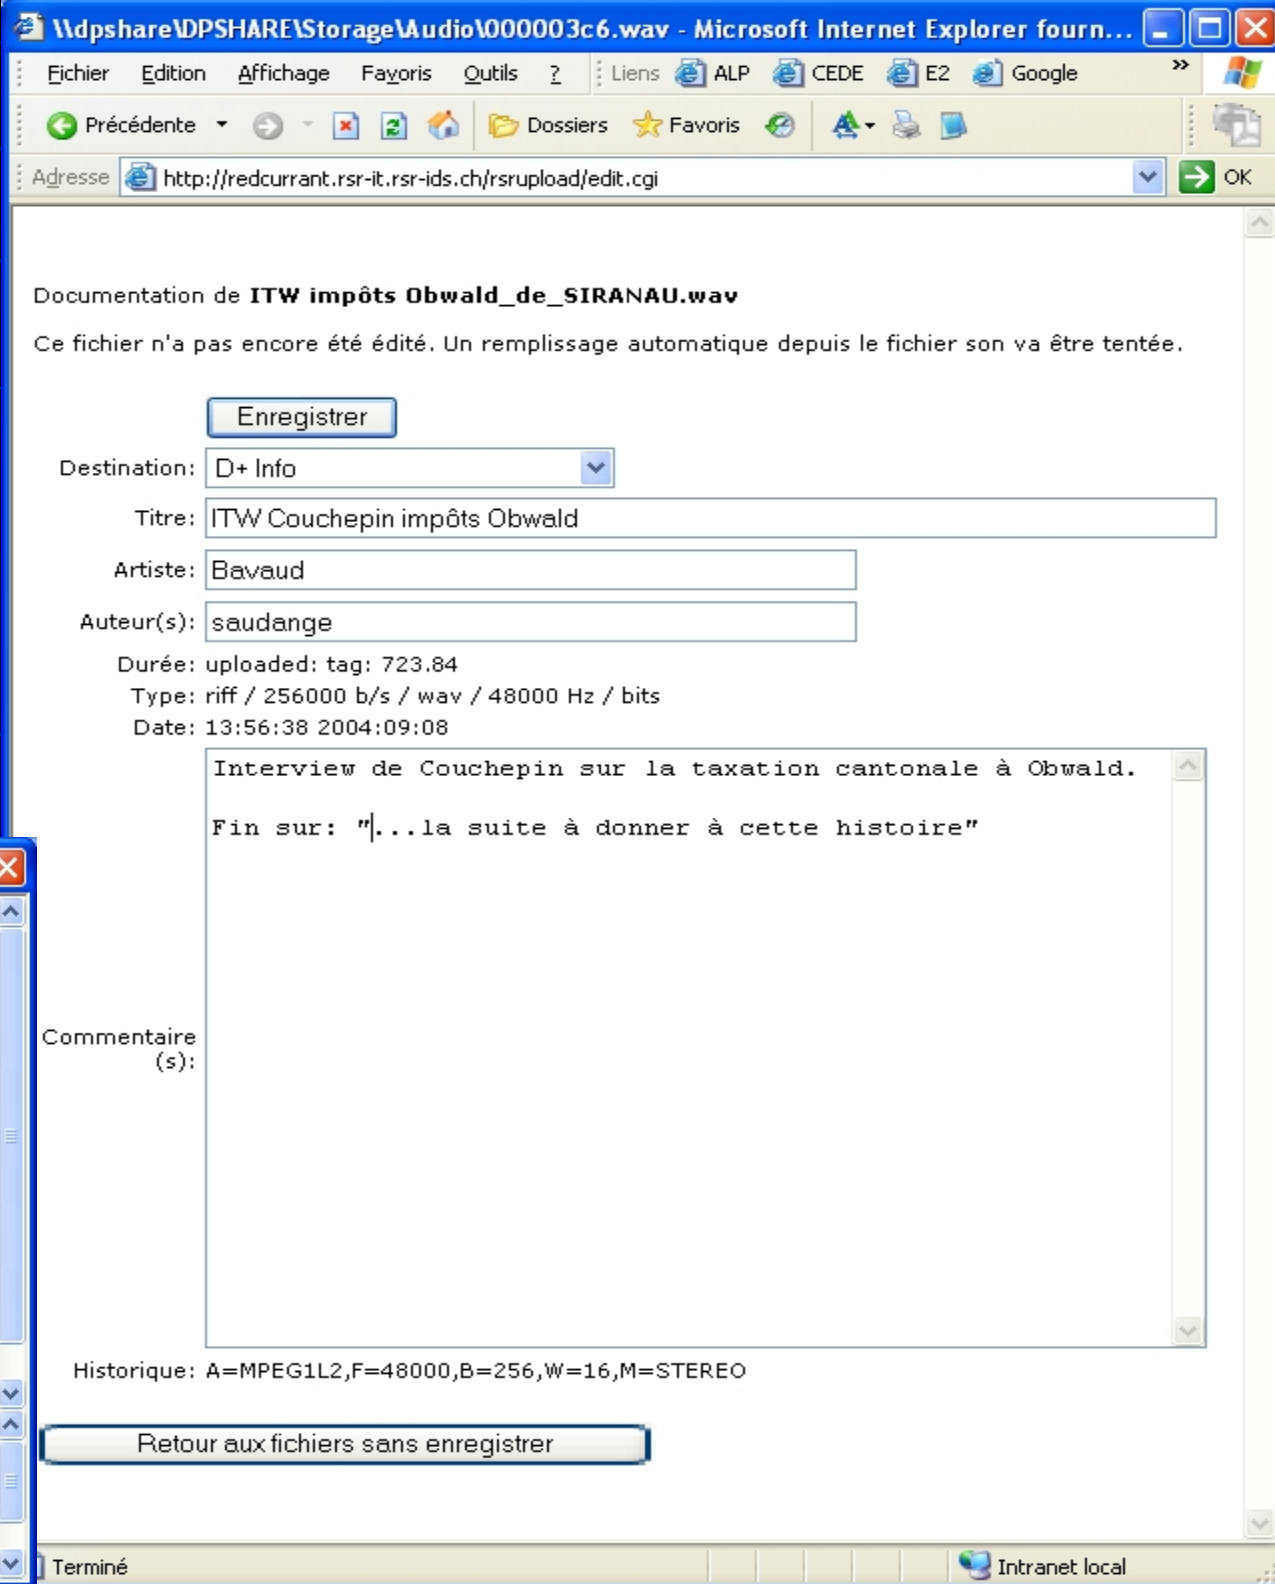 \\dpshare\DPSHARE\Storage\Audio\000003c6.wav - Microsoft Internet Explorer fourn...
Fichier Edition Affichage Favoris Outils ? Liens ALP CEDE E2 Google »
Précédente Dossiers Favoris
Adresse http://redcurrant.rsr-it.rsr-ids.ch/rsrupload/edit.cgi OK
Documentation de ITW impôts Obwald_de_SIRANAU.wav
Ce fichier n'a pas encore été édité. Un remplissage automatique depuis le fichier son va être tentée.
Enregistrer
Destination: D+ Info
Titre: ITW Couchepin impôts Obwald
Artiste: Bavaud
Auteur(s): saudange
Durée: uploaded: tag: 723.84
Type: riff / 256000 b/s / wav / 48000 Hz / bits
Date: 13:56:38 2004:09:08
Interview de Couchepin sur la taxation cantonale à Obwald.
Fin sur: "...la suite à donner à cette histoire"
Commentaire
(s):
Historique: A=MPEG1L2,F=48000,B=256,W=16,M=STEREO
Retour aux fichiers sans enregistrer
Terminé Intranet local